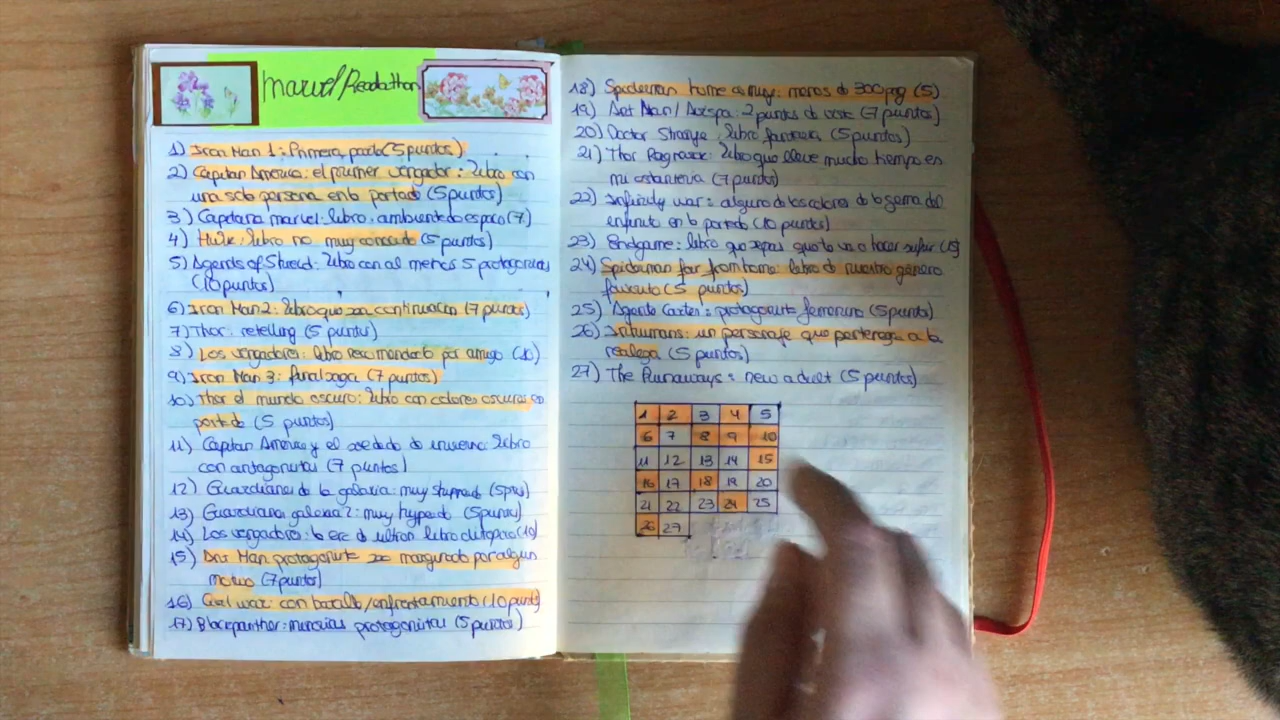 Marvel Readathon
1) Iron Man 1: Primera parte (5 puntos)
2) Capitan America: el primer vengador: libro con
una sola persona en la portada (5 puntos)
3) Capitana marvel: libro ambientado espacio (7)
4) Hulk: libro no muy conocido (5 puntos)
5) Agents of Shield: libro con al menos 5 protagonistas
(10 puntos)
6) Iron Man 2: libro que sea continuación (7 puntos)
7) Thor: retelling (5 puntos)
8) Los vengadores: libro recomendado por amigo (10)
9) Iron Man 3: final saga (7 puntos)
10) Thor el mundo oscuro: libro con colores oscuros en
portada (5 puntos)
11) Capitan America y el soldado de invierno: libro
con antagonistas (7 puntos)
12) Guardianes de la galaxia: muy shippeado (5 ptos)
13) Guardianes galaxia 2: muy hypeado (5 puntos)
14) Los vengadores: la era de ultron: libro distopico (10)
15) Ant Man protagonista sea marginado por algun
motivo (7 puntos)
16) Civil war: con batalla/enfrentamiento (10 puntos)
17) Blackpanther: minorias protagonistas (5 puntos)
18) Spiderman home coming: menos de 300 pag (5)
19) Ant Man/Avispa: 2 puntos de vista (7 puntos)
20) Doctor Strange: libro fantasia (5 puntos)
21) Thor Ragnarok: libro que lleve mucho tiempo en
mi estanteria (7 puntos)
22) Infinity war: alguno de los colores de la gema del
infinito en la portada (10 puntos)
23) Endgame: libro que sepas que te va a hacer sufrir
24) Spiderman far from home: libro de nuestro género
favorito (5 puntos)
25) Agente Carter: protagonista femenina (5 puntos)
26) Inhumans: un personaje que pertenezca a la
realeza (5 puntos)
27) The Runaways: new adult (5 puntos)
1 2 3 4 5
6 7 8 9 10
11 12 13 14 15
16 17 18 19 20
21 22 23 24 25
26 27